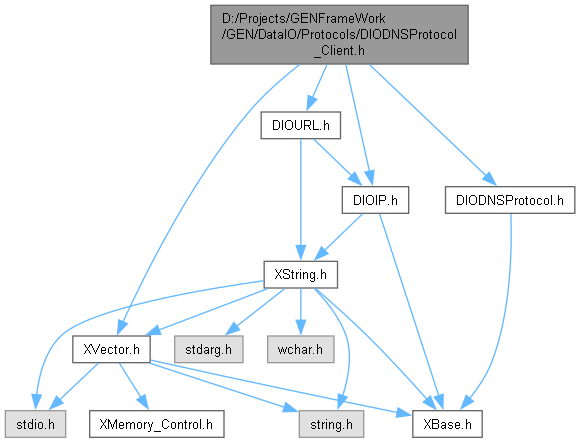 D:/Projects/GENFrameWork
/GEN/DataIO/Protocols/DIODNSProtocol
_Client.h
DIOURL.h
DIOIP.h
DIODNSProtocol.h
XString.h
XVector.h
stdarg.h
wchar.h
stdio.h
XMemory_Control.h
string.h
XBase.h